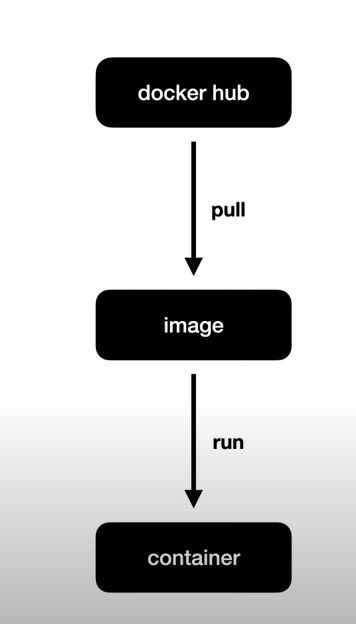 docker hub
pull
image
run
container